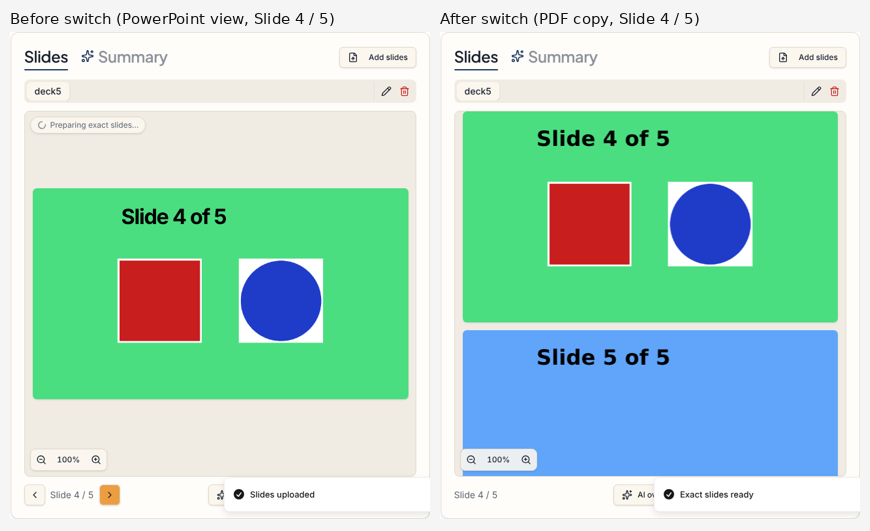 Before switch (PowerPoint view, Slide 4 / 5)
Slides
Summary
Add slides
deck5
Preparing exact slides...
Slide 4 of 5
100%
Slide 4 / 5
Slides uploaded
After switch (PDF copy, Slide 4 / 5)
Slides
Summary
Add slides
deck5
Slide 4 of 5
Slide 5 of 5
100%
Slide 4 / 5
AI
Exact slides ready